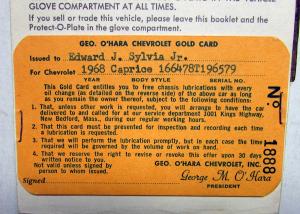 GLOVE COMPARTMENT AT ALL TIMES.
If you sell or trade this vehicle, please leave this booklet and the
Protect-O-Plate in the glove compartment.
GEO. O'HARA CHEVROLET GOLD CARD
Issued to Edward J. Sylvia Jr.
For Chevrolet 1968 Caprice 166478T196579
YEAR BODY STYLE SERIAL NO.
This Gold Card entitles you to free chassis lubrications with every
oil change (as detailed on the reverse side) of the above car as long
as you remain the owner thereof, subject to the following conditions:
1. That, unless other work is requested, you will arrange to have the car
delivered to and called for at our service department 1001 Kings Highway,
New Bedford, Mass., during our regular working hours.
2. That this card must be presented for inspection and recording each time
a lubrication is requested.
3. That we will perform the lubrication promptly, but in each case the time
required will be governed by the volume of work on hand.
4. That we reserve the right to revise or revoke this offer upon 30 days
written notice to you.
Not valid unless signed by person to whom issued.
GEO. O'HARA CHEVROLET, INC.
Signed George M. O'Hara
PRESIDENT
No. 1888